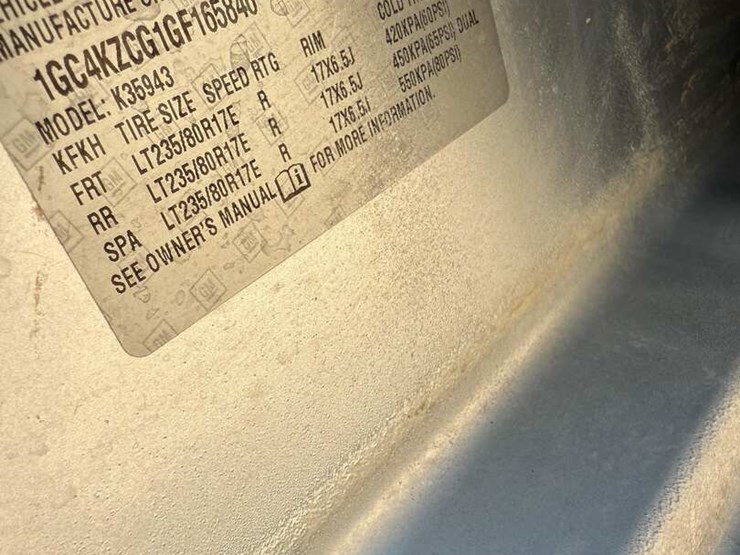 MANUFACTURE
1GC4KZCG1GF165840
MODEL: K35943
KFKH TIRE SIZE SPEED RTG RIM
FRT LT235/80R17E R 17X6.5J 420KPA(60PSI)
RR LT235/80R17E R 17X6.5J 450KPA(65PSI) DUAL
SPA LT235/80R17E R 17X6.5J 550KPA(80PSI)
SEE OWNER'S MANUAL FOR MORE INFORMATION.
GM